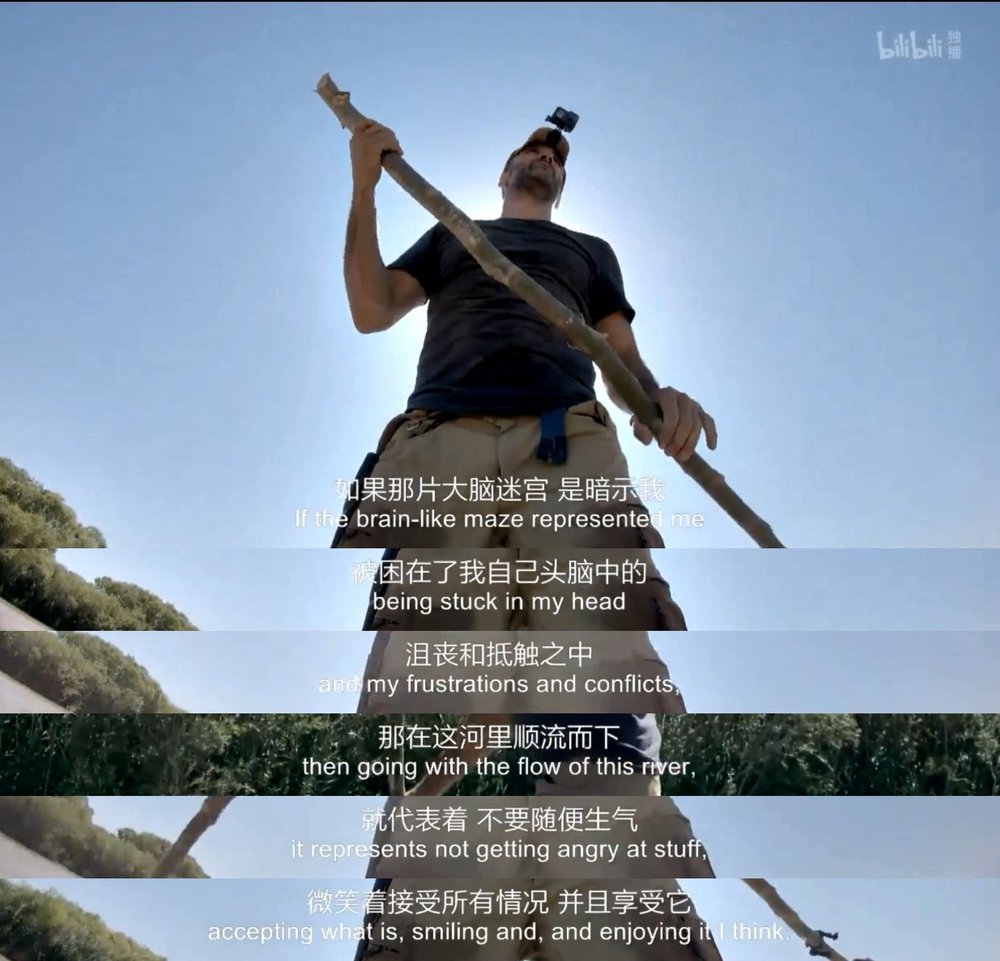 bilibili 独播
如果那片大脑迷宫 是暗示我
If the brain-like maze represented me
被困在了我自己头脑中的
being stuck in my head
沮丧和抵触之中
and my frustrations and conflicts,
那在这河里顺流而下
then going with the flow of this river,
就代表着 不要随便生气
it represents not getting angry at stuff,
微笑着接受所有情况 并且享受它
accepting what is, smiling and, and enjoying it I think.